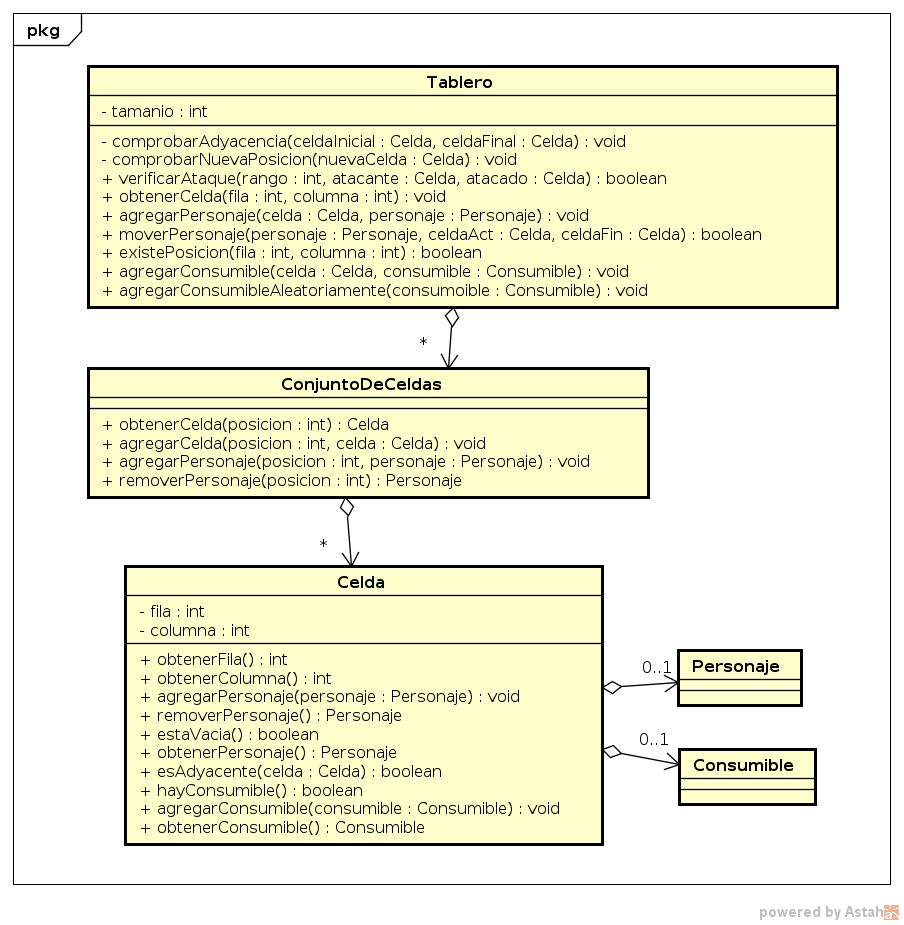 pkg
Tablero
- tamanio : int
- comprobarAdyacencia(celdaInicial : Celda, celdaFinal : Celda) : void
- comprobarNuevaPosicion(nuevaCelda : Celda) : void
+ verificarAtaque(rango : int, atacante : Celda, atacado : Celda) : boolean
+ obtenerCelda(fila : int, columna : int) : void
+ agregarPersonaje(celda : Celda, personaje : Personaje) : void
+ moverPersonaje(personaje : Personaje, celdaAct : Celda, celdaFin : Celda) : boolean
+ existePosicion(fila : int, columna : int) : boolean
+ agregarConsumible(celda : Celda, consumible : Consumible) : void
+ agregarConsumibleAleatoriamente(consumoible : Consumible) : void
*
ConjuntoDeCeldas
+ obtenerCelda(posicion : int) : Celda
+ agregarCelda(posicion : int, celda : Celda) : void
+ agregarPersonaje(posicion : int, personaje : Personaje) : void
+ removerPersonaje(posicion : int) : Personaje
*
Celda
- fila : int
- columna : int
+ obtenerFila() : int
+ obtenerColumna() : int
+ agregarPersonaje(personaje : Personaje) : void
+ removerPersonaje() : Personaje
+ estaVacia() : boolean
+ obtenerPersonaje() : Personaje
+ esAdyacente(celda : Celda) : boolean
+ hayConsumible() : boolean
+ agregarConsumible(consumible : Consumible) : void
+ obtenerConsumible() : Consumible
0..1
Personaje
0..1
Consumible
powered by Astah